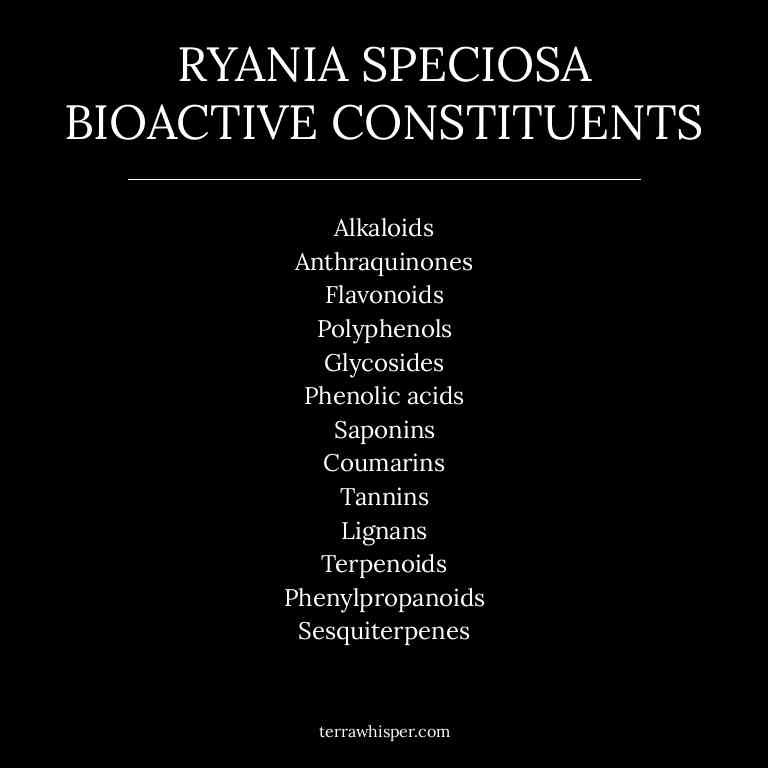 RYANIA SPECIOSA
BIOACTIVE CONSTITUENTS
Alkaloids
Anthraquinones
Flavonoids
Polyphenols
Glycosides
Phenolic acids
Saponins
Coumarins
Tannins
Lignans
Terpenoids
Phenylpropanoids
Sesquiterpenes
terrawhisper.com